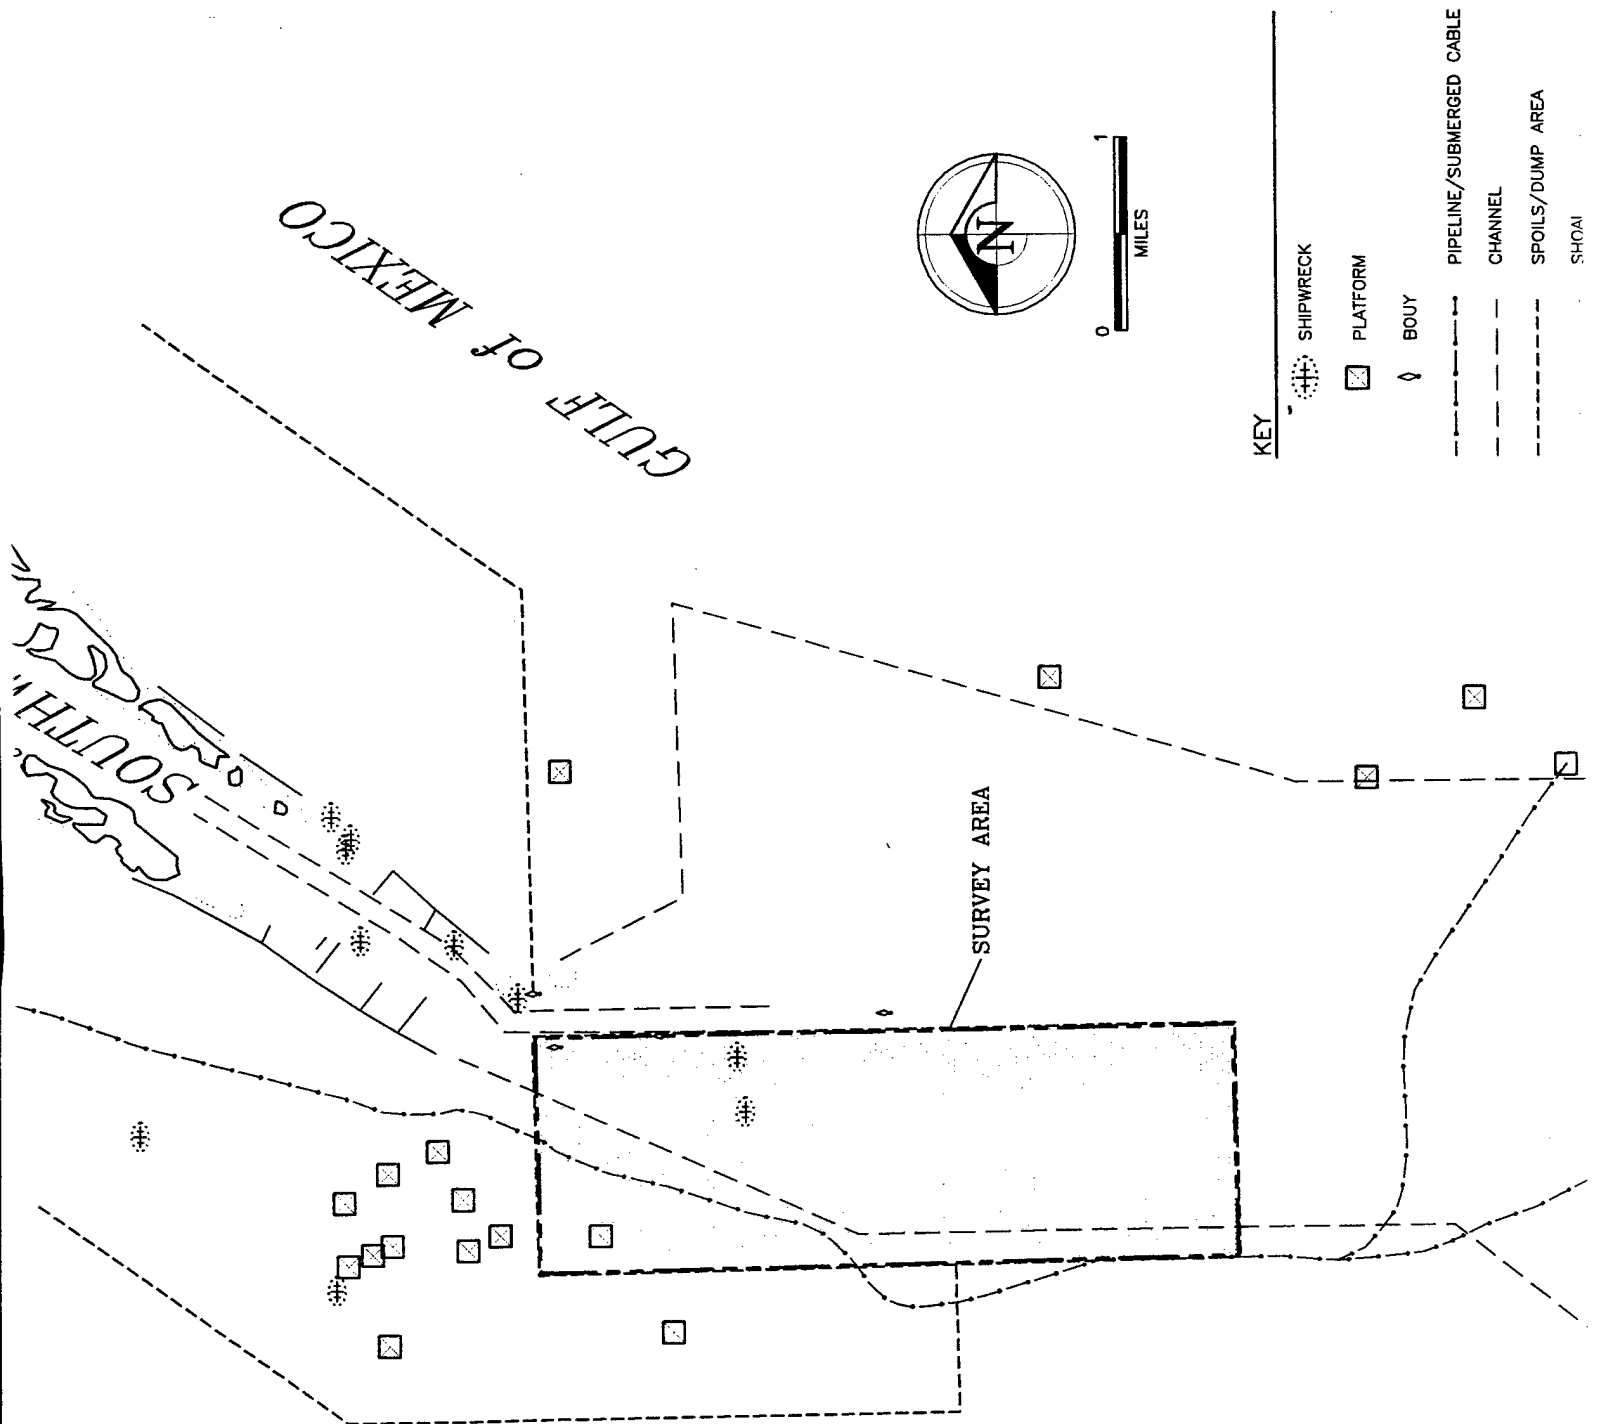 GULF of MEXICO
SOUTH
SURVEY AREA
N
0 1
MILES
KEY
SHIPWRECK
PLATFORM
BOUY
PIPELINE/SUBMERGED CABLE
CHANNEL
SPOILS/DUMP AREA
SHOAL